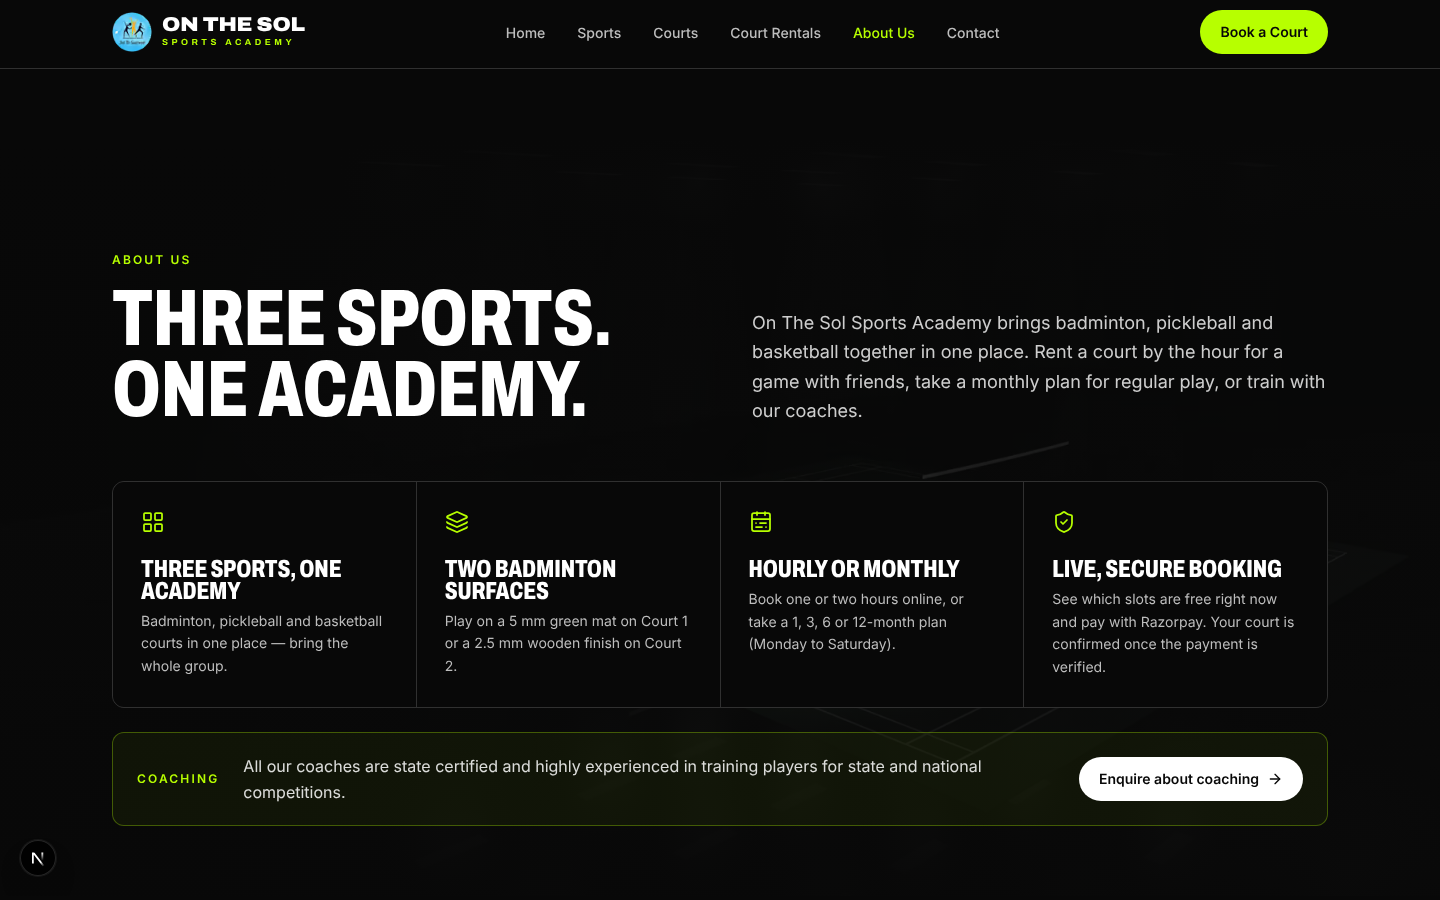 ON THE SOL
SPORTS ACADEMY
Home
Sports
Courts
Court Rentals
About Us
Contact
Book a Court
ABOUT US
THREE SPORTS.
ONE ACADEMY.
On The Sol Sports Academy brings badminton, pickleball and
basketball together in one place. Rent a court by the hour for a
game with friends, take a monthly plan for regular play, or train with
our coaches.
THREE SPORTS, ONE
ACADEMY
Badminton, pickleball and basketball
courts in one place — bring the
whole group.
TWO BADMINTON
SURFACES
Play on a 5 mm green mat on Court 1
or a 2.5 mm wooden finish on Court
2.
HOURLY OR MONTHLY
Book one or two hours online, or
take a 1, 3, 6 or 12-month plan
(Monday to Saturday).
LIVE, SECURE BOOKING
See which slots are free right now
and pay with Razorpay. Your court is
confirmed once the payment is
verified.
COACHING
All our coaches are state certified and highly experienced in training players for state and national
competitions.
Enquire about coaching
N